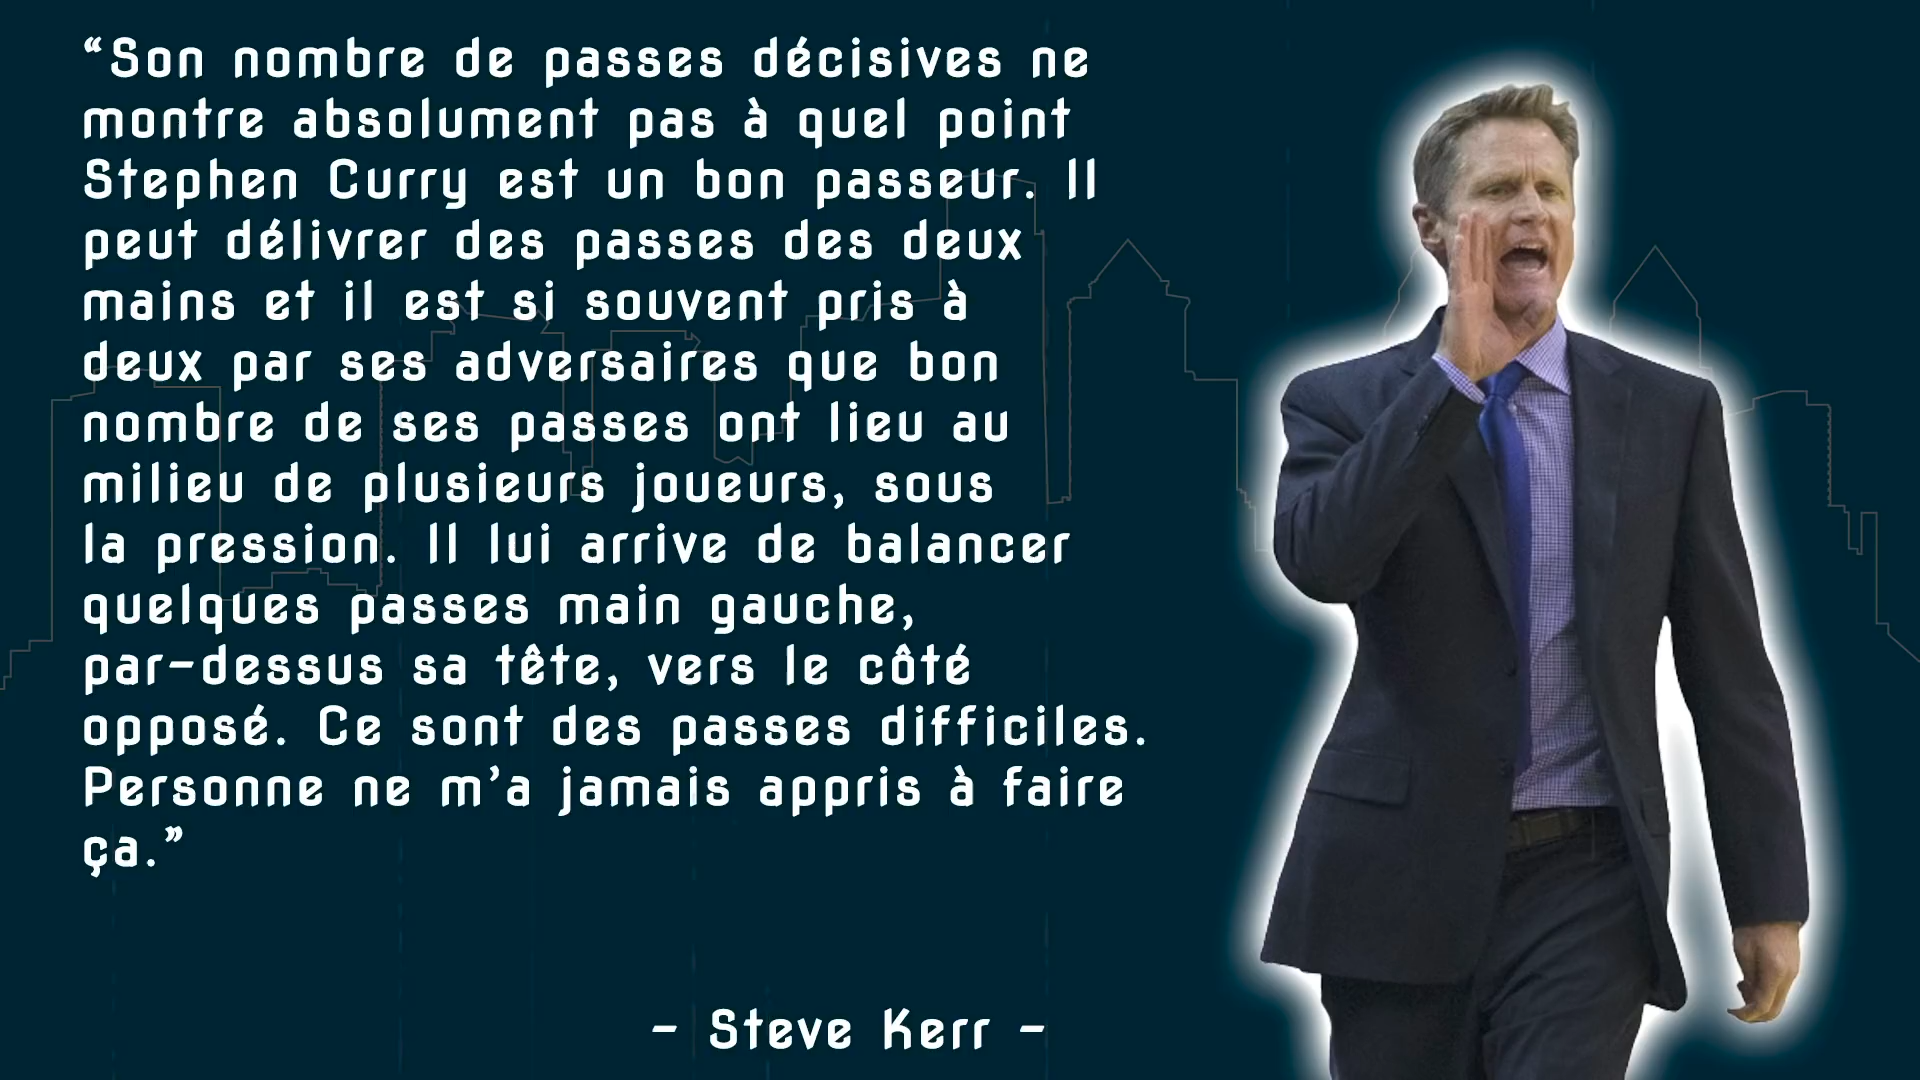 “Son nombre de passes décisives ne
montre absolument pas à quel point
Stephen Curry est un bon passeur. Il
peut délivrer des passes des deux
mains et il est si souvent pris à
deux par ses adversaires que bon
nombre de ses passes ont lieu au
milieu de plusieurs joueurs, sous
la pression. Il lui arrive de balancer
quelques passes main gauche,
par-dessus sa tête, vers le côté
opposé. Ce sont des passes difficiles.
Personne ne m’a jamais appris à faire
ça.”
- Steve Kerr -